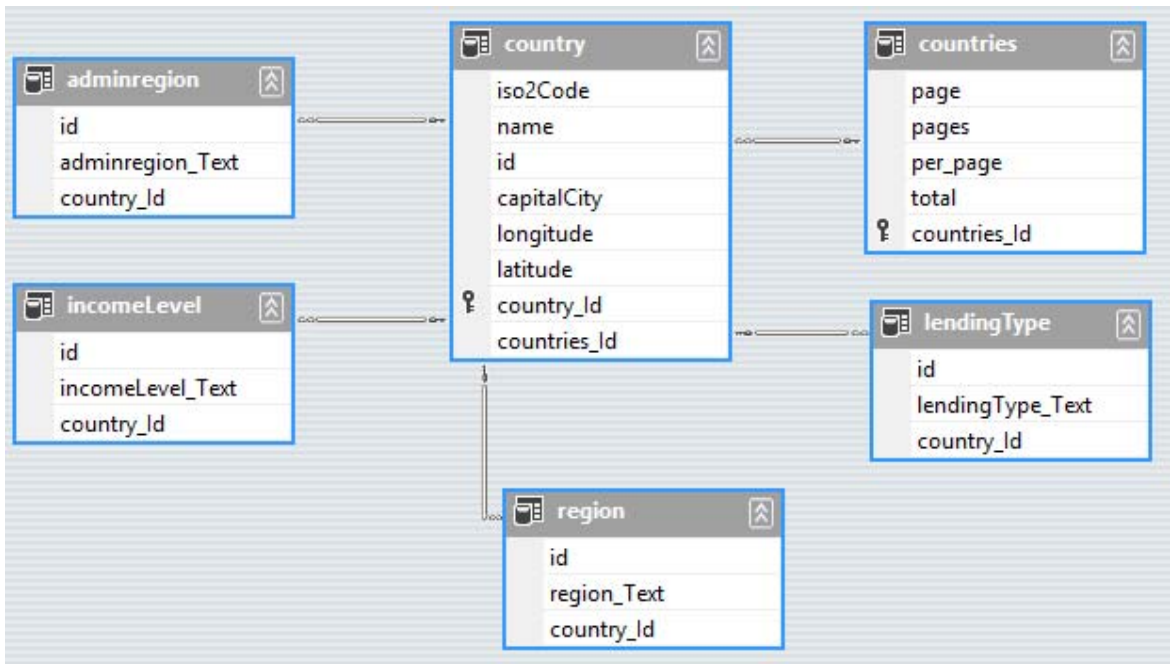 adminregion
id
adminregion_Text
country_Id
country
iso2Code
name
id
capitalCity
longitude
latitude
country_Id
countries_Id
countries
page
pages
per_page
total
countries_Id
incomeLevel
id
incomeLevel_Text
country_Id
lendingType
id
lendingType_Text
country_Id
region
id
region_Text
country_Id